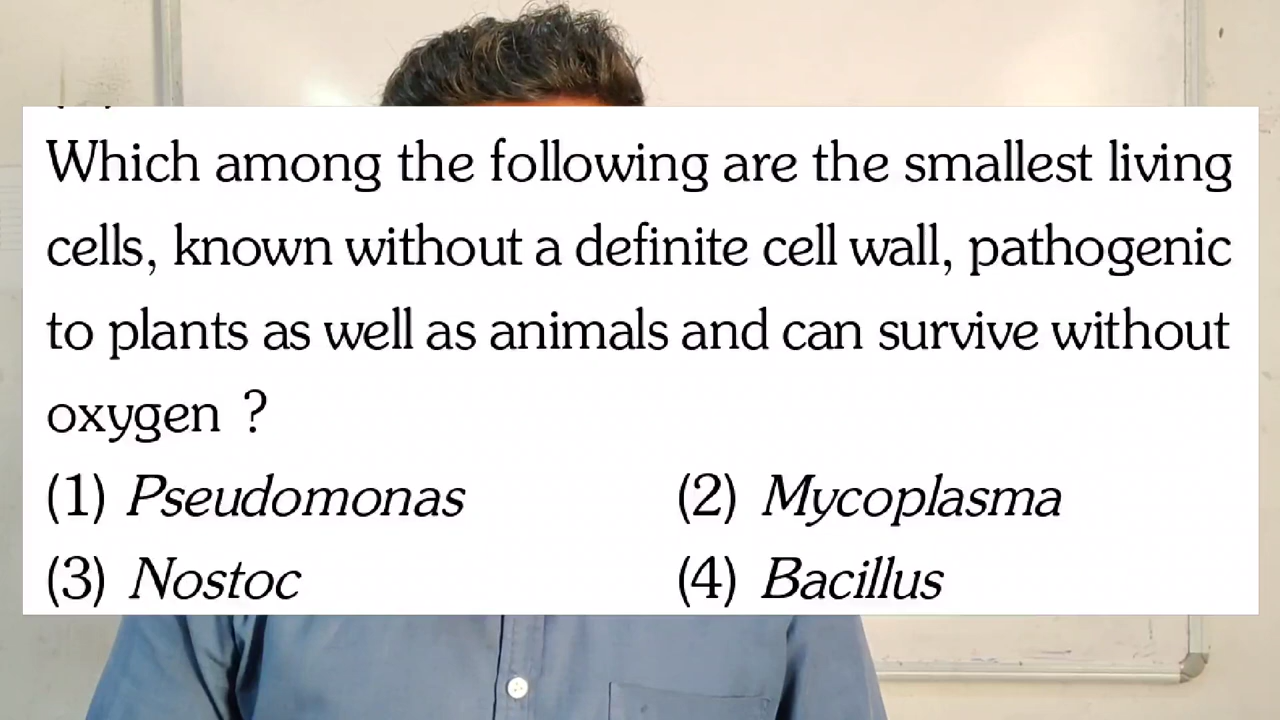 Which among the following are the smallest living
cells, known without a definite cell wall, pathogenic
to plants as well as animals and can survive without
oxygen ?
(1) Pseudomonas (2) Mycoplasma
(3) Nostoc (4) Bacillus